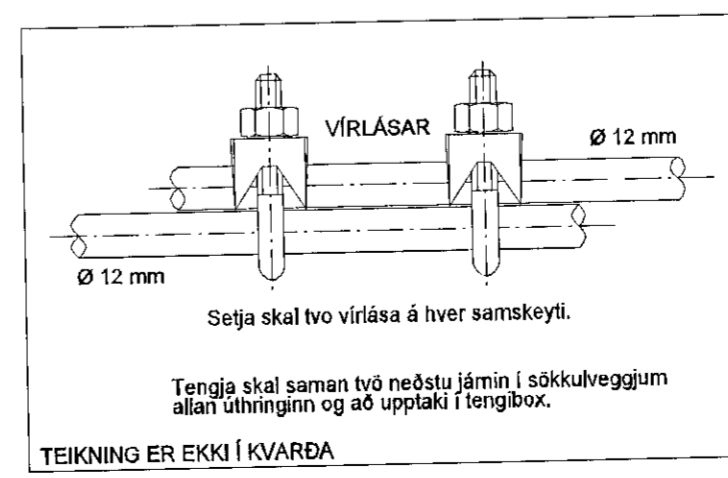 VÍRLÁSAR
Ø 12 mm
Ø 12 mm
Setja skal tvo vírlása á hver samskeyti.
Tengja skal saman tvö neðstu járnin í sökkulveggjum
allan úthringinn og að upptaki í tengibox.
TEIKNING ER EKKI Í KVARÐA